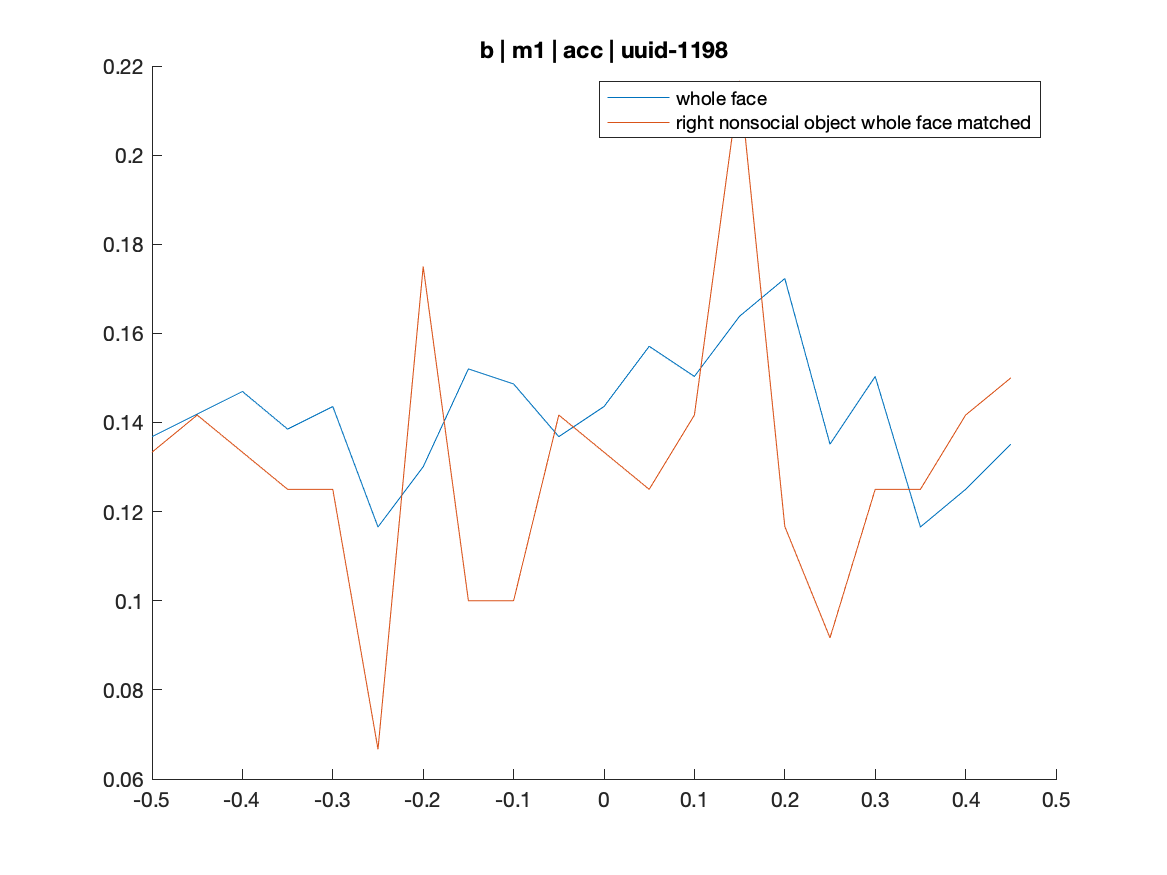 b | m1 | acc | uuid-1198
whole face
right nonsocial object whole face matched
0.22
0.2
0.18
0.16
0.14
0.12
0.1
0.08
0.06
-0.5 -0.4 -0.3 -0.2 -0.1 0 0.1 0.2 0.3 0.4 0.5